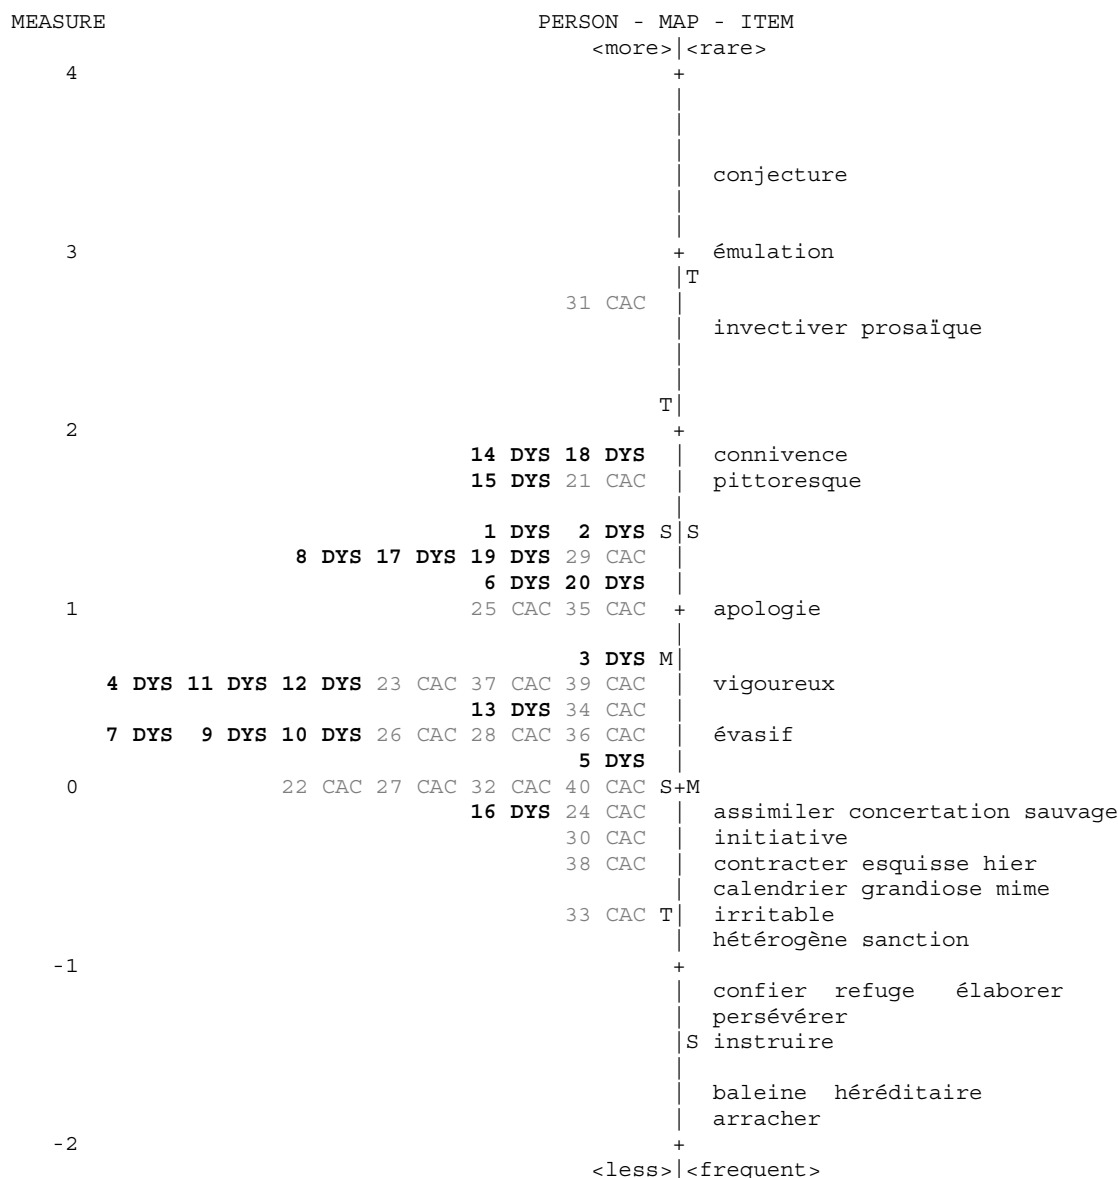 MEASURE PERSON - MAP - ITEM
<more>|<rare>
4 +
|
|
|
| conjecture
|
|
3 + émulation
|T
31 CAC |
| invectiver prosaïque
|
|
T|
2 +
14 DYS 18 DYS | connivence
15 DYS 21 CAC | pittoresque
|
1 DYS 2 DYS S|S
8 DYS 17 DYS 19 DYS 29 CAC |
6 DYS 20 DYS |
1 25 CAC 35 CAC + apologie
|
3 DYS M|
4 DYS 11 DYS 12 DYS 23 CAC 37 CAC 39 CAC | vigoureux
13 DYS 34 CAC |
7 DYS 9 DYS 10 DYS 26 CAC 28 CAC 36 CAC | évasif
5 DYS |
0 22 CAC 27 CAC 32 CAC 40 CAC S+M
16 DYS 24 CAC | assimiler concertation sauvage
30 CAC | initiative
38 CAC | contracter esquisse hier
| calendrier grandiose mime
33 CAC T| irritable
| hétérogène sanction
-1 +
| confier refuge élaborer
| persévérer
|S instruire
|
| baleine héréditaire
| arracher
-2 +
<less>|<frequent>